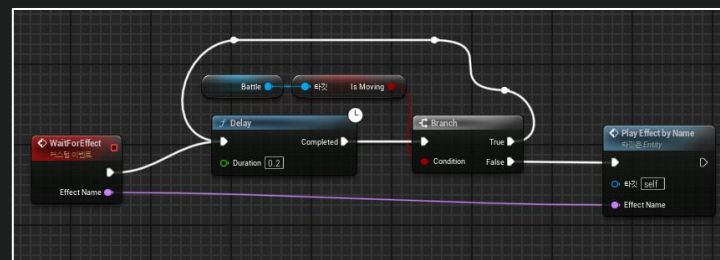 Battle
타깃
Is Moving
WaitForEffect
커스텀 이벤트
Effect Name
Delay
Completed
Duration 0.2
Branch
True
Condition
False
Play Effect by Name
타깃은 Entity
타깃 self
Effect Name